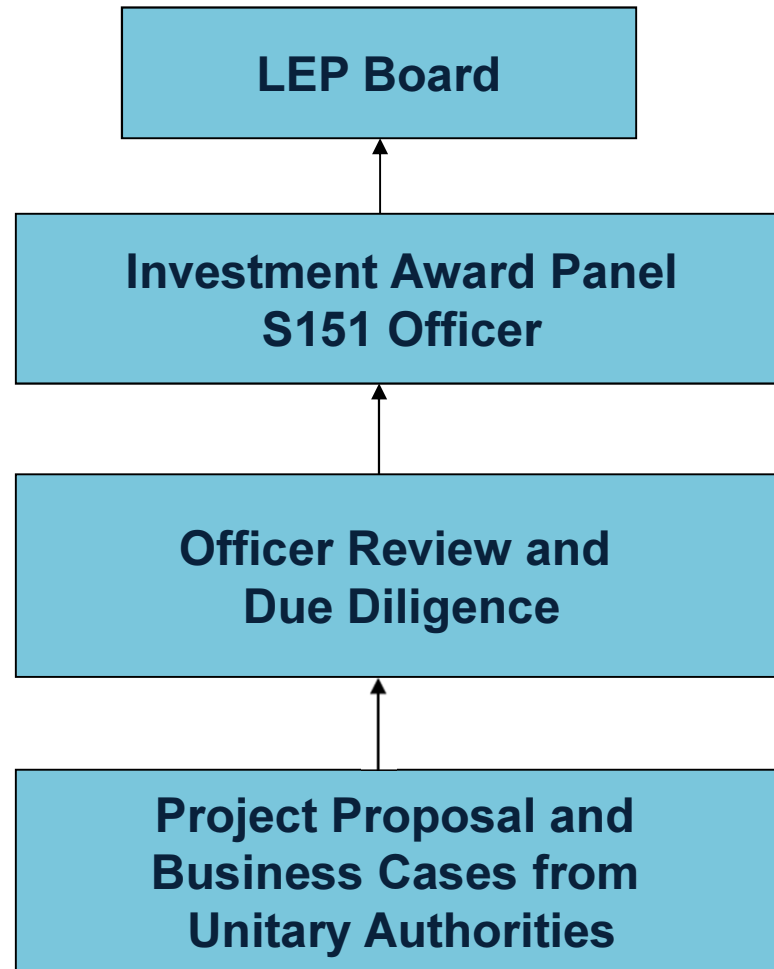 LEP Board
Investment Award Panel
S151 Officer
Officer Review and
Due Diligence
Project Proposal and
Business Cases from
Unitary Authorities